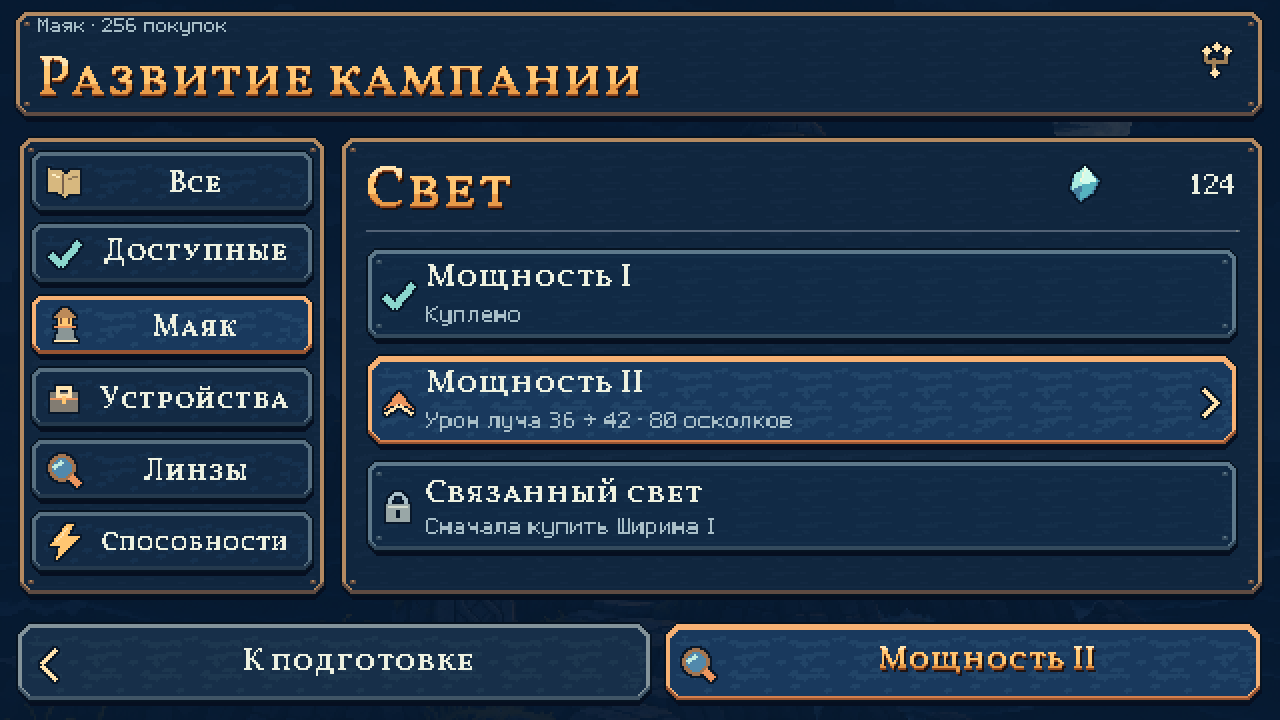 Маяк · 256 покупок
Развитие кампании
Все
Доступные
Маяк
Устройства
Линзы
Способности
Свет
124
Мощность I
Куплено
Мощность II
Урон луча 36 → 42 · 80 осколков
Связанный свет
Сначала купить Ширина I
К подготовке
Мощность II